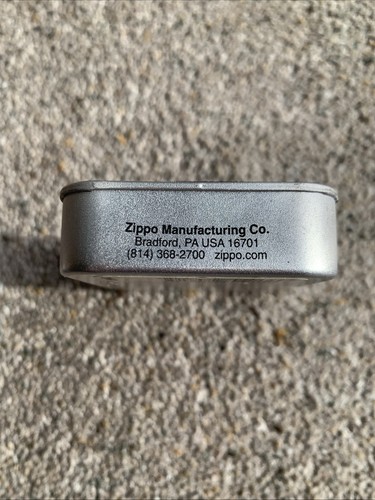 Zippo Manufacturing Co.
Bradford, PA USA 16701
(814) 368-2700 zippo.com